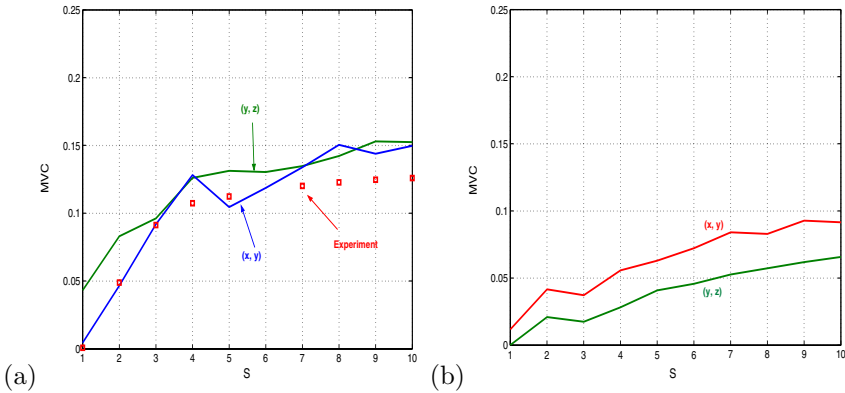 0.25
0.2
0.15
0.1
0.05
0
MVC
(y, z)
(x, y)
Experiment
1 2 3 4 5 6 7 8 9 10
S
(a)
0.25
0.2
0.15
0.1
0.05
0
MVC
(x, y)
(y, z)
1 2 3 4 5 6 7 8 9 10
S
(b)